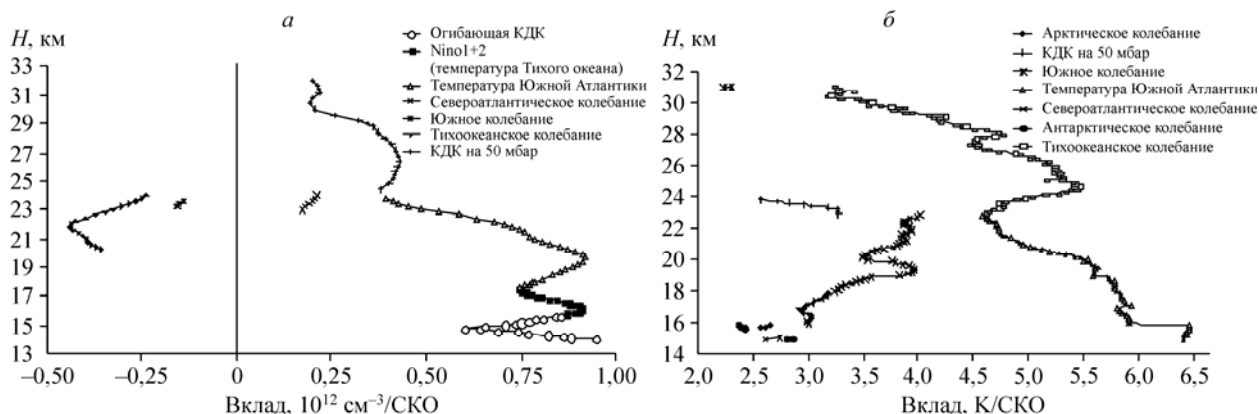 а
Н, км
33
31
29
27
25
23
21
19
17
15
13
–0,50
–0,25
0
0,25
0,75
1,00
Вклад, 10¹² см⁻³/СКО
Огибающая КДК
Nino1+2
(температура Тихого океана)
Температура Южной Атлантики
Североатлантическое колебание
Южное колебание
Тихоокеанское колебание
КДК на 50 мбар
б
Н, км
32
30
28
26
24
22
20
18
16
14
2,0
2,5
3,0
3,5
4,0
4,5
5,0
5,5
6,0
6,5
Вклад, К/СКО
Арктическое колебание
КДК на 50 мбар
Южное колебание
Температура Южной Атлантики
Североатлантическое колебание
Антарктическое колебание
Тихоокеанское колебание